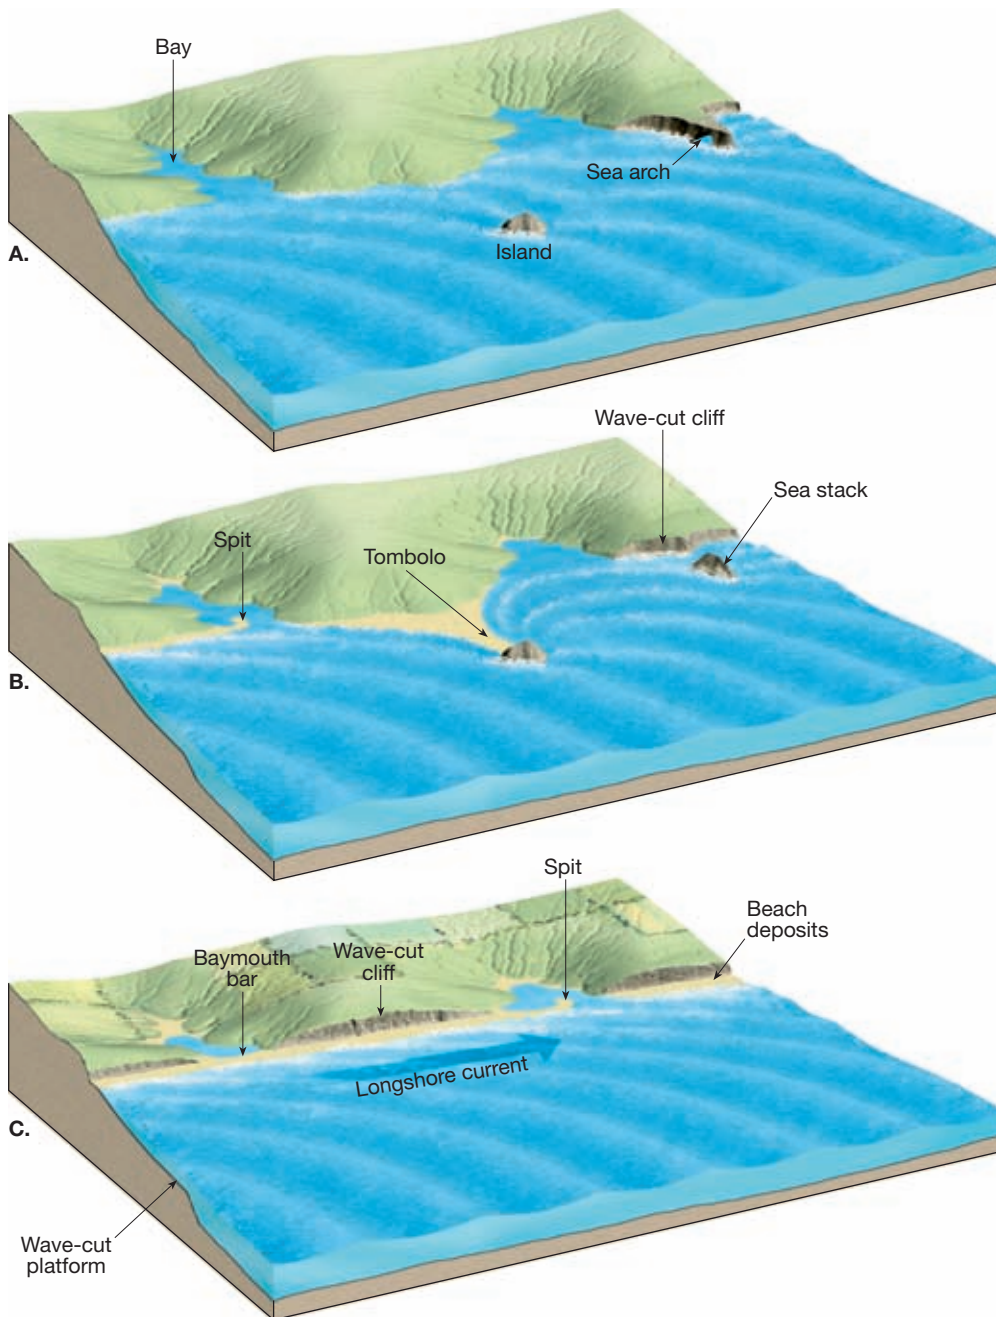 Bay
Sea arch
Island
A.
Wave-cut cliff
Sea stack
Spit
Tombolo
B.
Spit
Beach
deposits
Wave-cut
cliff
Baymouth
bar
Longshore current
C.
Wave-cut
platform